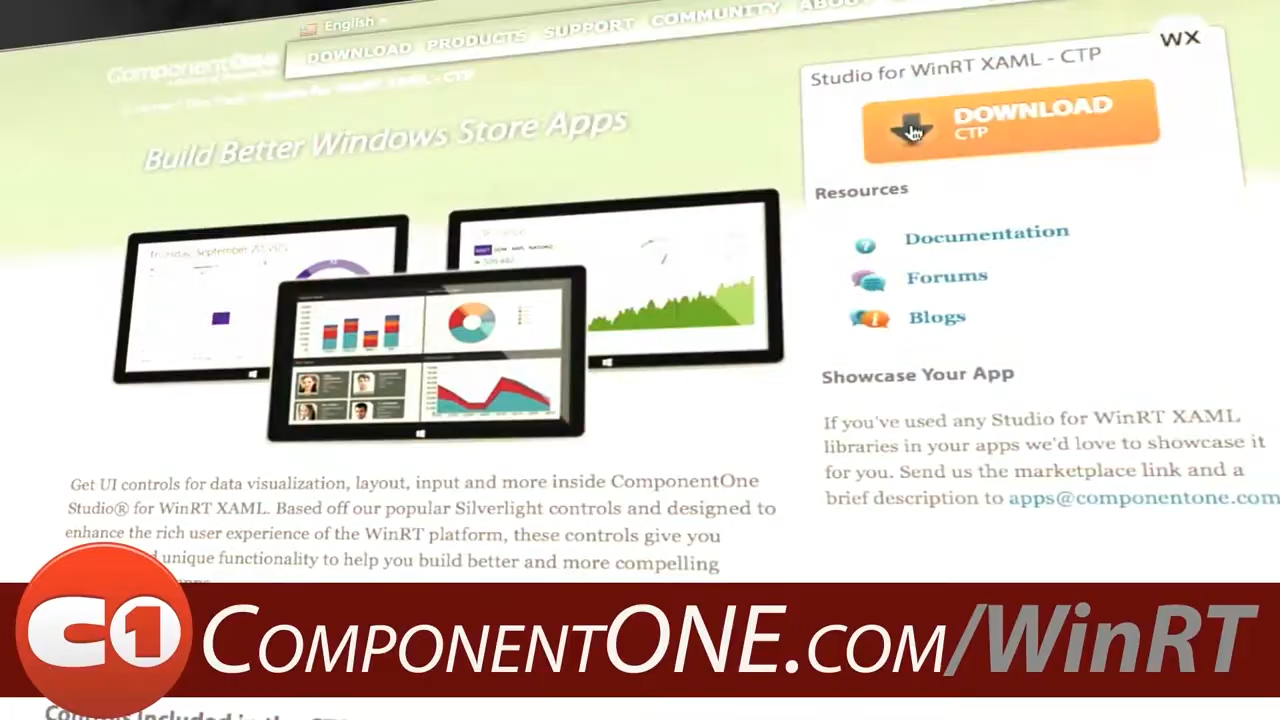 English
DOWNLOAD PRODUCTS SUPPORT COMMUNITY ABOUT
ComponentOne
Build Better Windows Store Apps
WX
Studio for WinRT XAML - CTP
DOWNLOAD
CTP
Resources
Documentation
Forums
Blogs
Showcase Your App
If you've used any Studio for WinRT XAML
libraries in your apps we'd love to showcase it
for you. Send us the marketplace link and a
brief description to apps@componentone.com
Get UI controls for data visualization, layout, input and more inside ComponentOne
Studio® for WinRT XAML. Based off our popular Silverlight controls and designed to
enhance the rich user experience of the WinRT platform, these controls give you
unique functionality to help you build better and more compelling
C1
COMPONENTONE.COM/WinRT